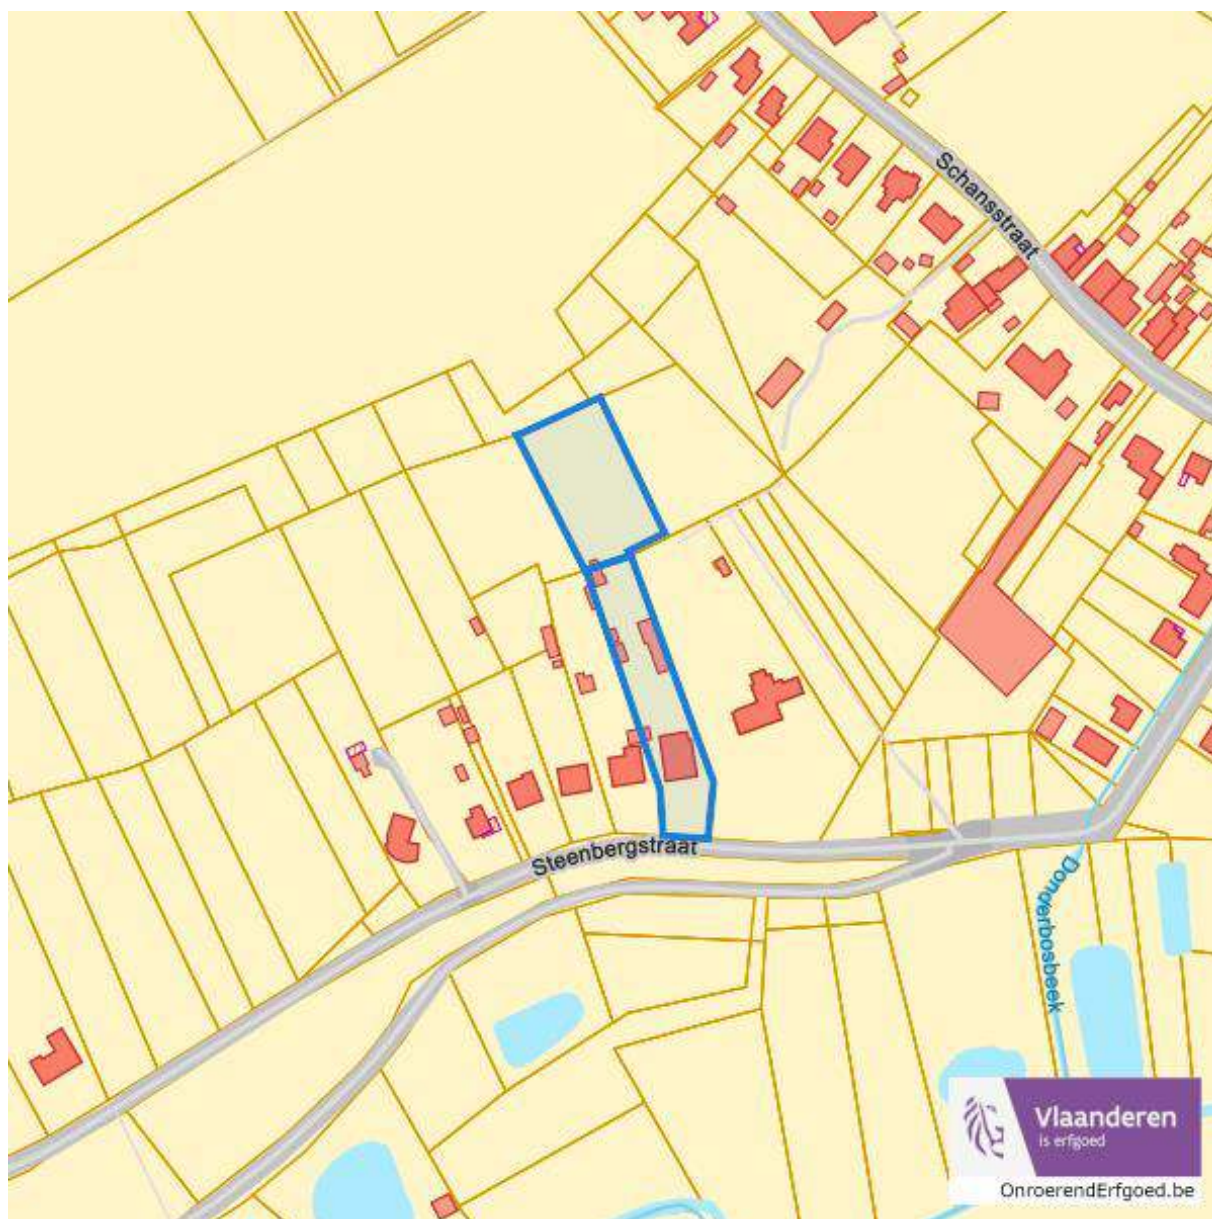 Schansstraat
Steenbergstraat
Donderbosbeek
Vlaanderen
is erfgoed
OnroerendErfgoed.be